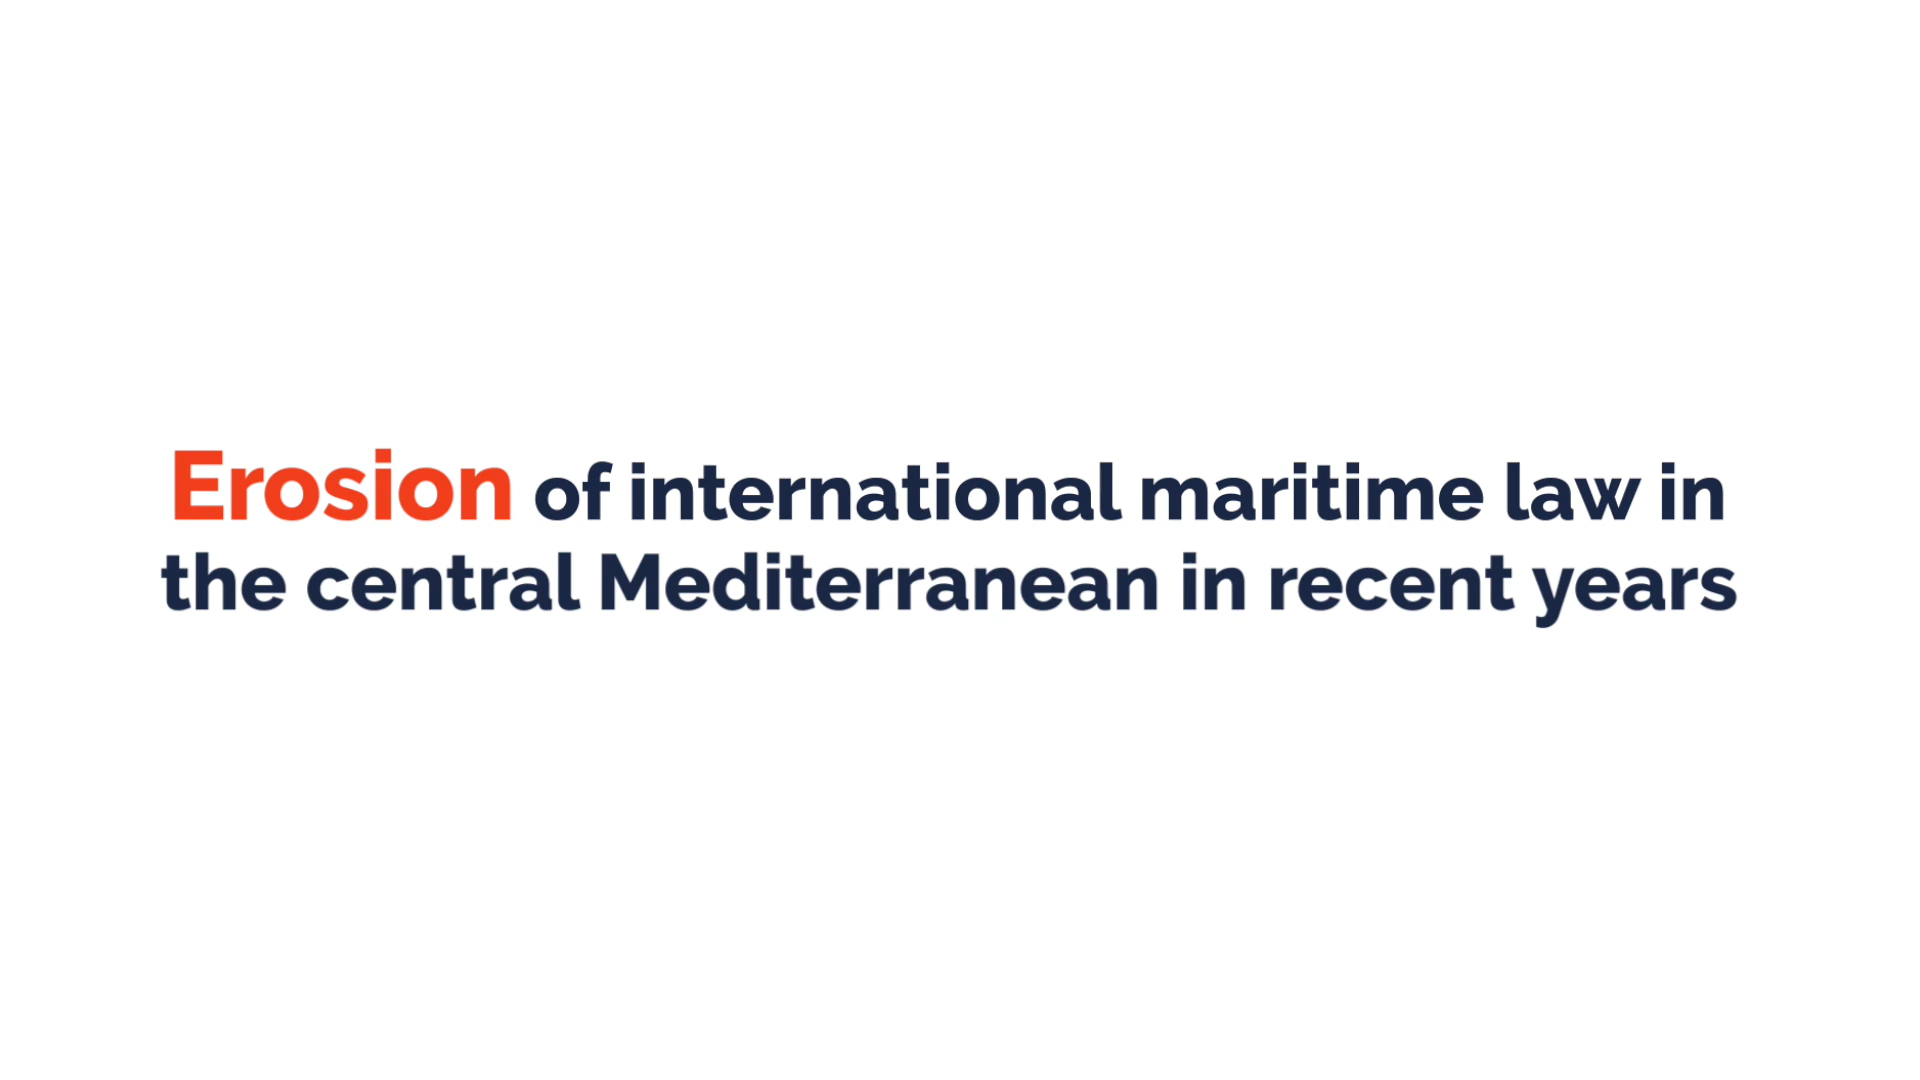 Erosion of international maritime law in
the central Mediterranean in recent years